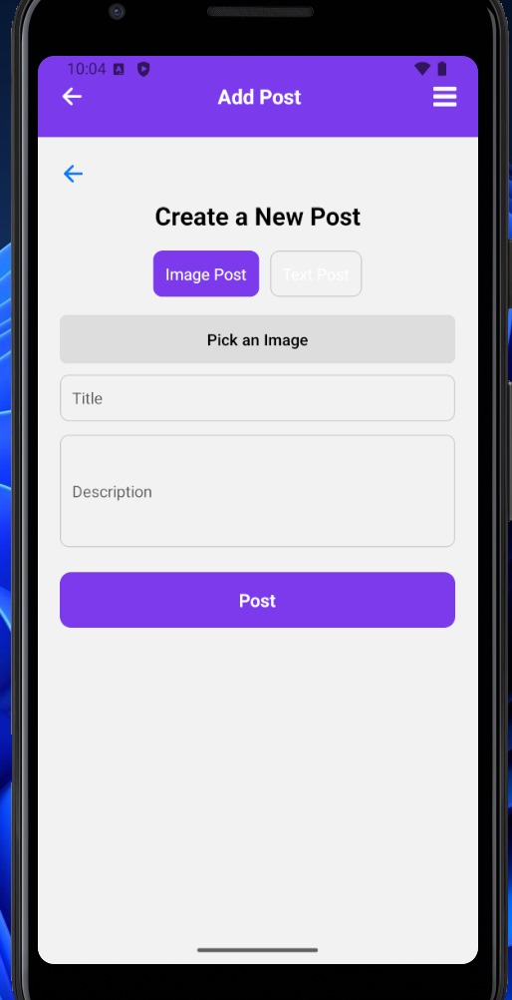 10:04
Add Post
Create a New Post
Image Post Text Post
Pick an Image
Title
Description
Post